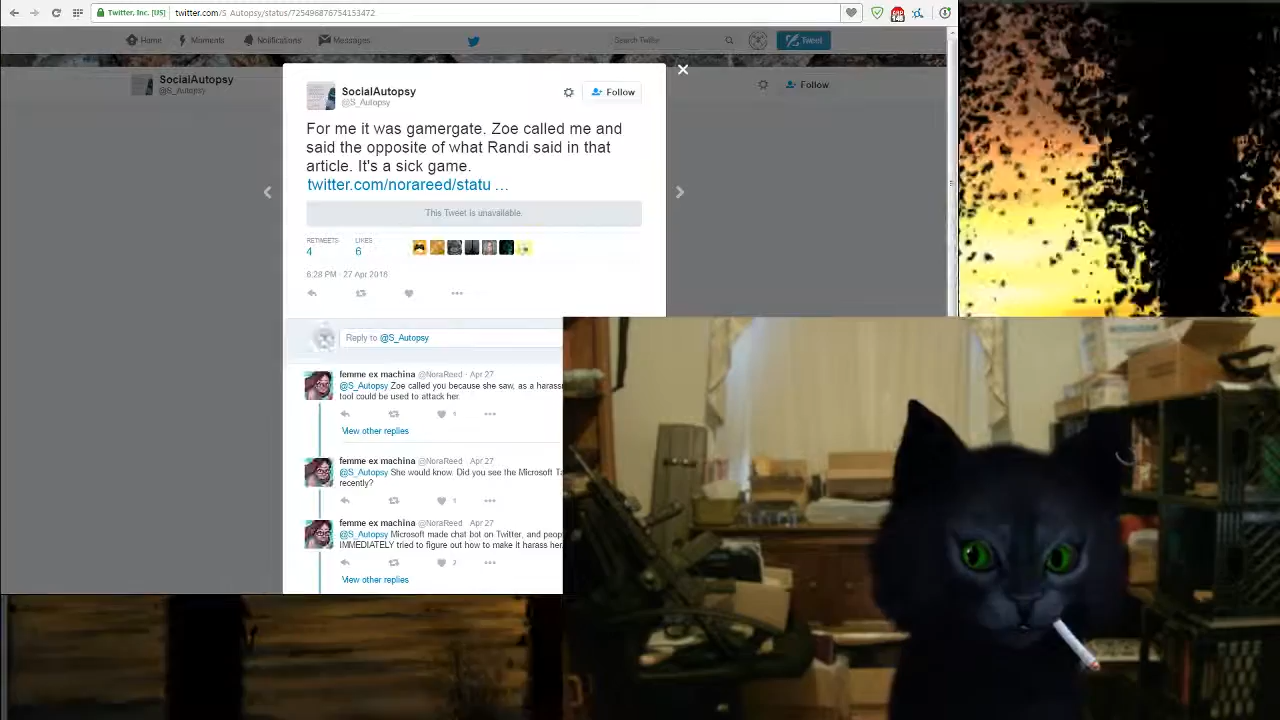 Twitter, Inc. [US]
twitter.com/S_Autopsy/status/725496876754153472
Home
Moments
Notifications
Messages
Search Twitter
Tweet
SocialAutopsy
@S_Autopsy
Follow
SocialAutopsy
@S_Autopsy
Follow
For me it was gamergate. Zoe called me and
said the opposite of what Randi said in that
article. It's a sick game.
twitter.com/norareed/statu ...
This Tweet is unavailable.
RETWEETS
4
LIKES
6
6:28 PM - 27 Apr 2016
Reply to @S_Autopsy
femme ex machina @NoraReed · Apr 27
@S_Autopsy Zoe called you because she saw, as a harass
tool could be used to attack her.
1
View other replies
femme ex machina @NoraReed · Apr 27
@S_Autopsy She would know. Did you see the Microsoft Ta
recently?
1
femme ex machina @NoraReed · Apr 27
@S_Autopsy Microsoft made chat bot on Twitter, and peop
IMMEDIATELY tried to figure out how to make it harass her
2
View other replies